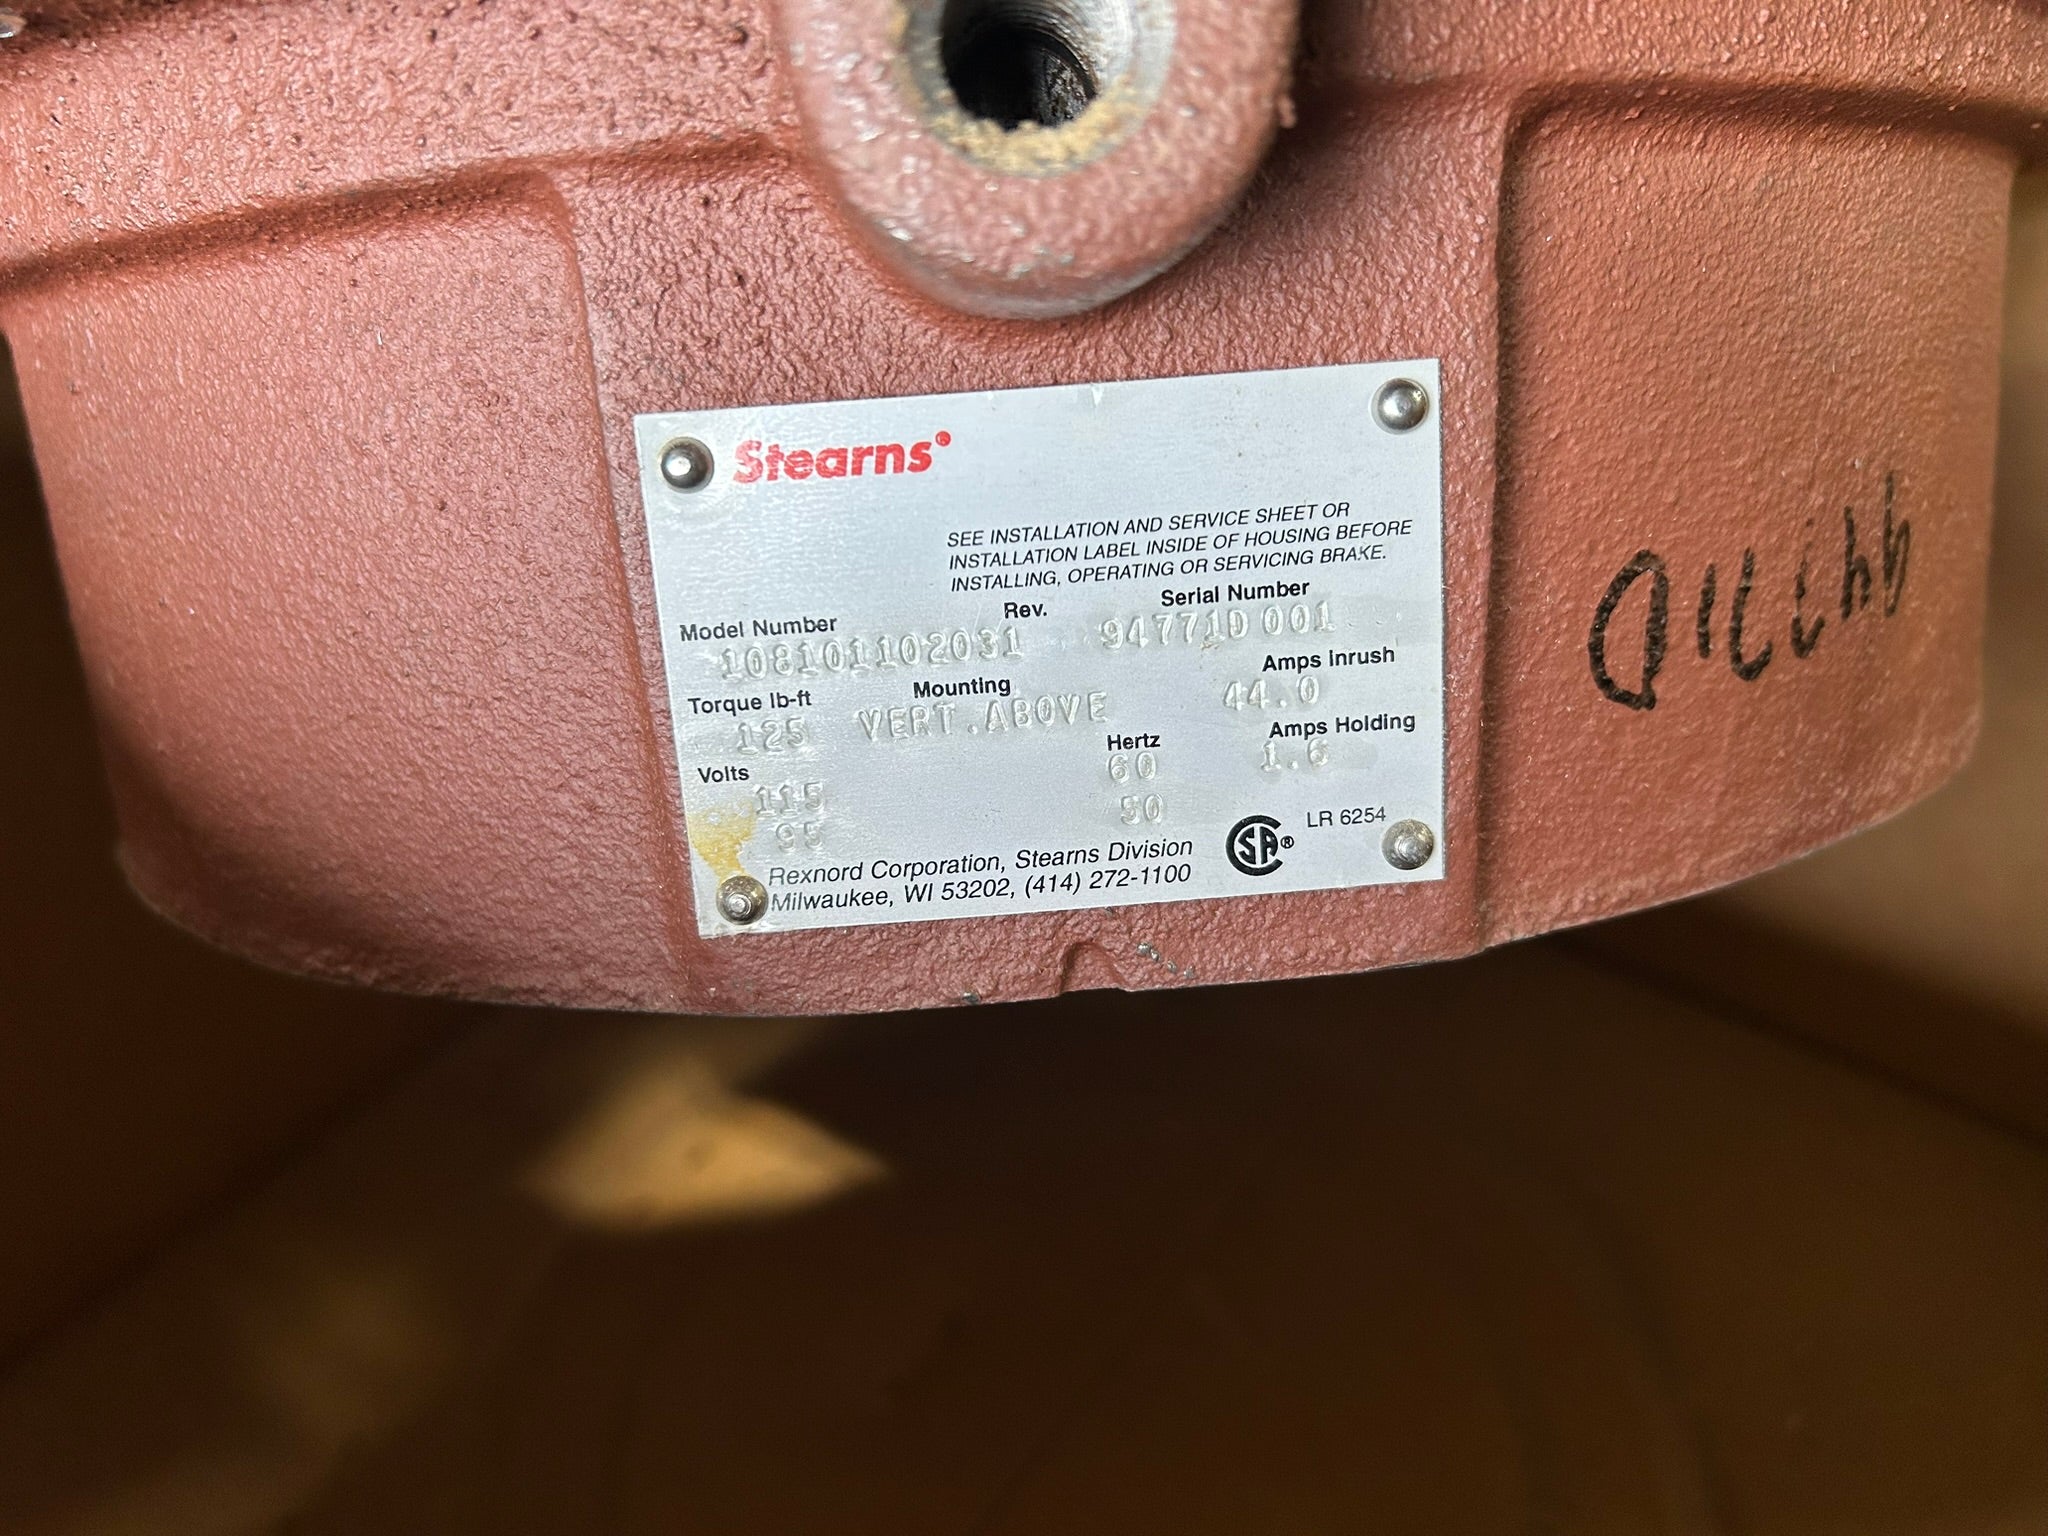 Stearns®
SEE INSTALLATION AND SERVICE SHEET OR
INSTALLATION LABEL INSIDE OF HOUSING BEFORE
INSTALLING, OPERATING OR SERVICING BRAKE.
Model Number Rev. Serial Number
108101102031 94771D 001
Torque lb-ft Mounting Amps Inrush
125 VERT.ABOVE 44.0
Volts Hertz Amps Holding
115 60 1.6
95 50
Rexnord Corporation, Stearns Division
Milwaukee, WI 53202, (414) 272-1100
CSA® LR 6254
94771D